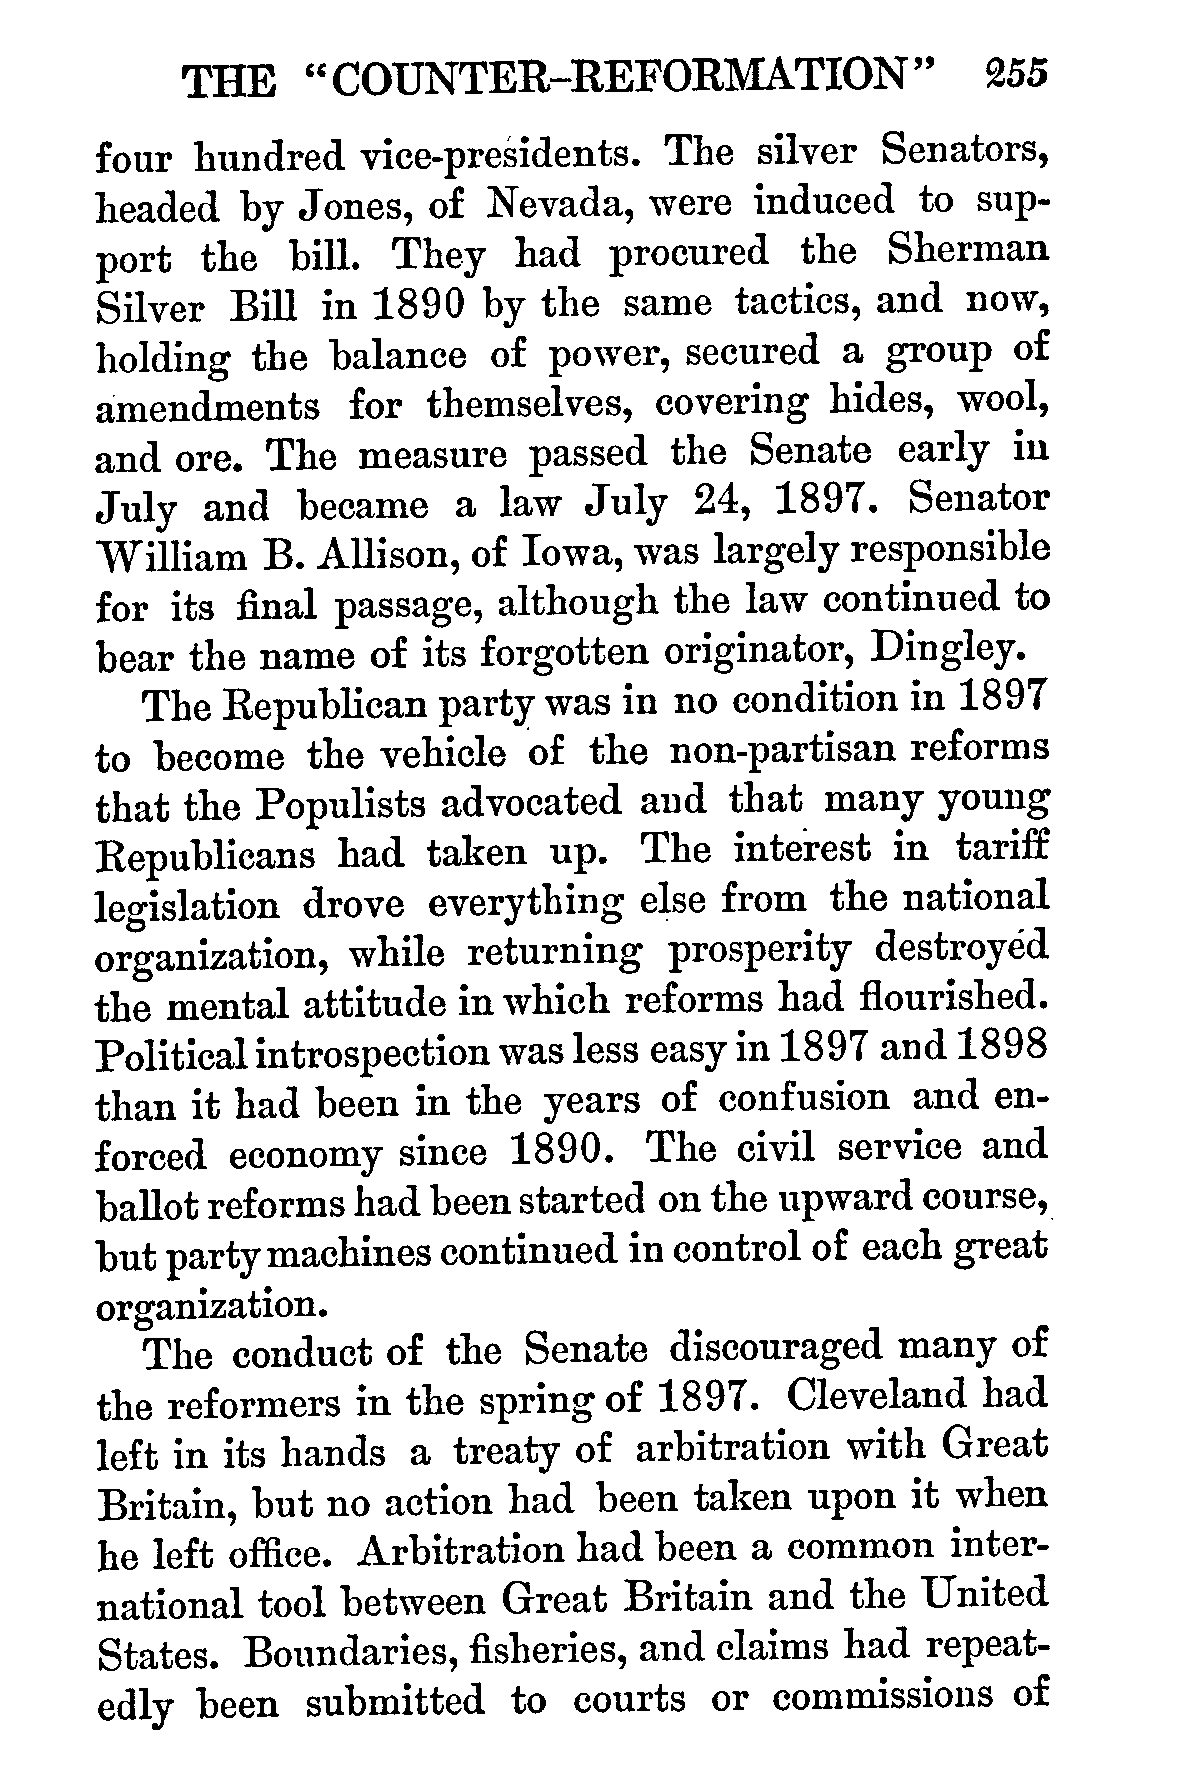 THE "COUNTER-REFORMATION" 255
four hundred vice-presidents. The silver Senators,
headed by Jones, of Nevada, were induced to sup-
port the bill. They had procured the Sherman
Silver Bill in 1890 by the same tactics, and now,
holding the balance of power, secured a group of
amendments for themselves, covering hides, wool,
and ore. The measure passed the Senate early in
July and became a law July 24, 1897. Senator
William B. Allison, of Iowa, was largely responsible
for its final passage, although the law continued to
bear the name of its forgotten originator, Dingley.
The Republican party was in no condition in 1897
to become the vehicle of the non-partisan reforms
that the Populists advocated and that many young
Republicans had taken up. The interest in tariff
legislation drove everything else from the national
organization, while returning prosperity destroyed
the mental attitude in which reforms had flourished.
Political introspection was less easy in 1897 and 1898
than it had been in the years of confusion and en-
forced economy since 1890. The civil service and
ballot reforms had been started on the upward course,
but party machines continued in control of each great
organization.
The conduct of the Senate discouraged many of
the reformers in the spring of 1897. Cleveland had
left in its hands a treaty of arbitration with Great
Britain, but no action had been taken upon it when
he left office. Arbitration had been a common inter-
national tool between Great Britain and the United
States. Boundaries, fisheries, and claims had repeat-
edly been submitted to courts or commissions of